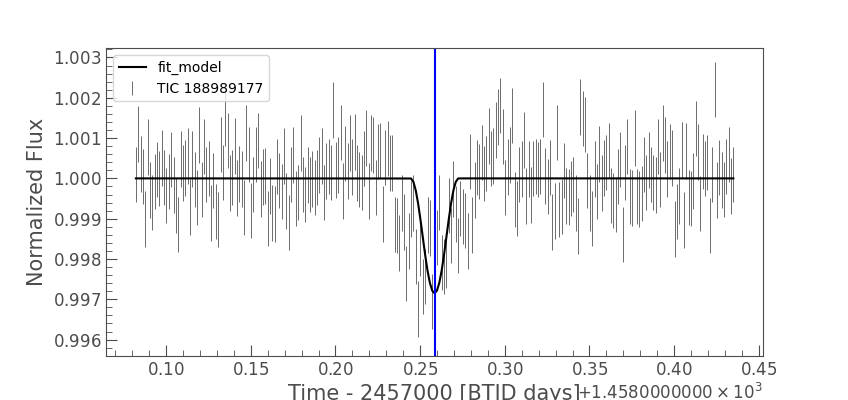 fit_model
TIC 188989177
1.003
1.002
1.001
1.000
0.999
0.998
0.997
0.996
Normalized Flux
0.10 0.15 0.20 0.25 0.30 0.35 0.40 0.45
Time - 2457000 [BTJD days]
+1.4580000000 × 10³